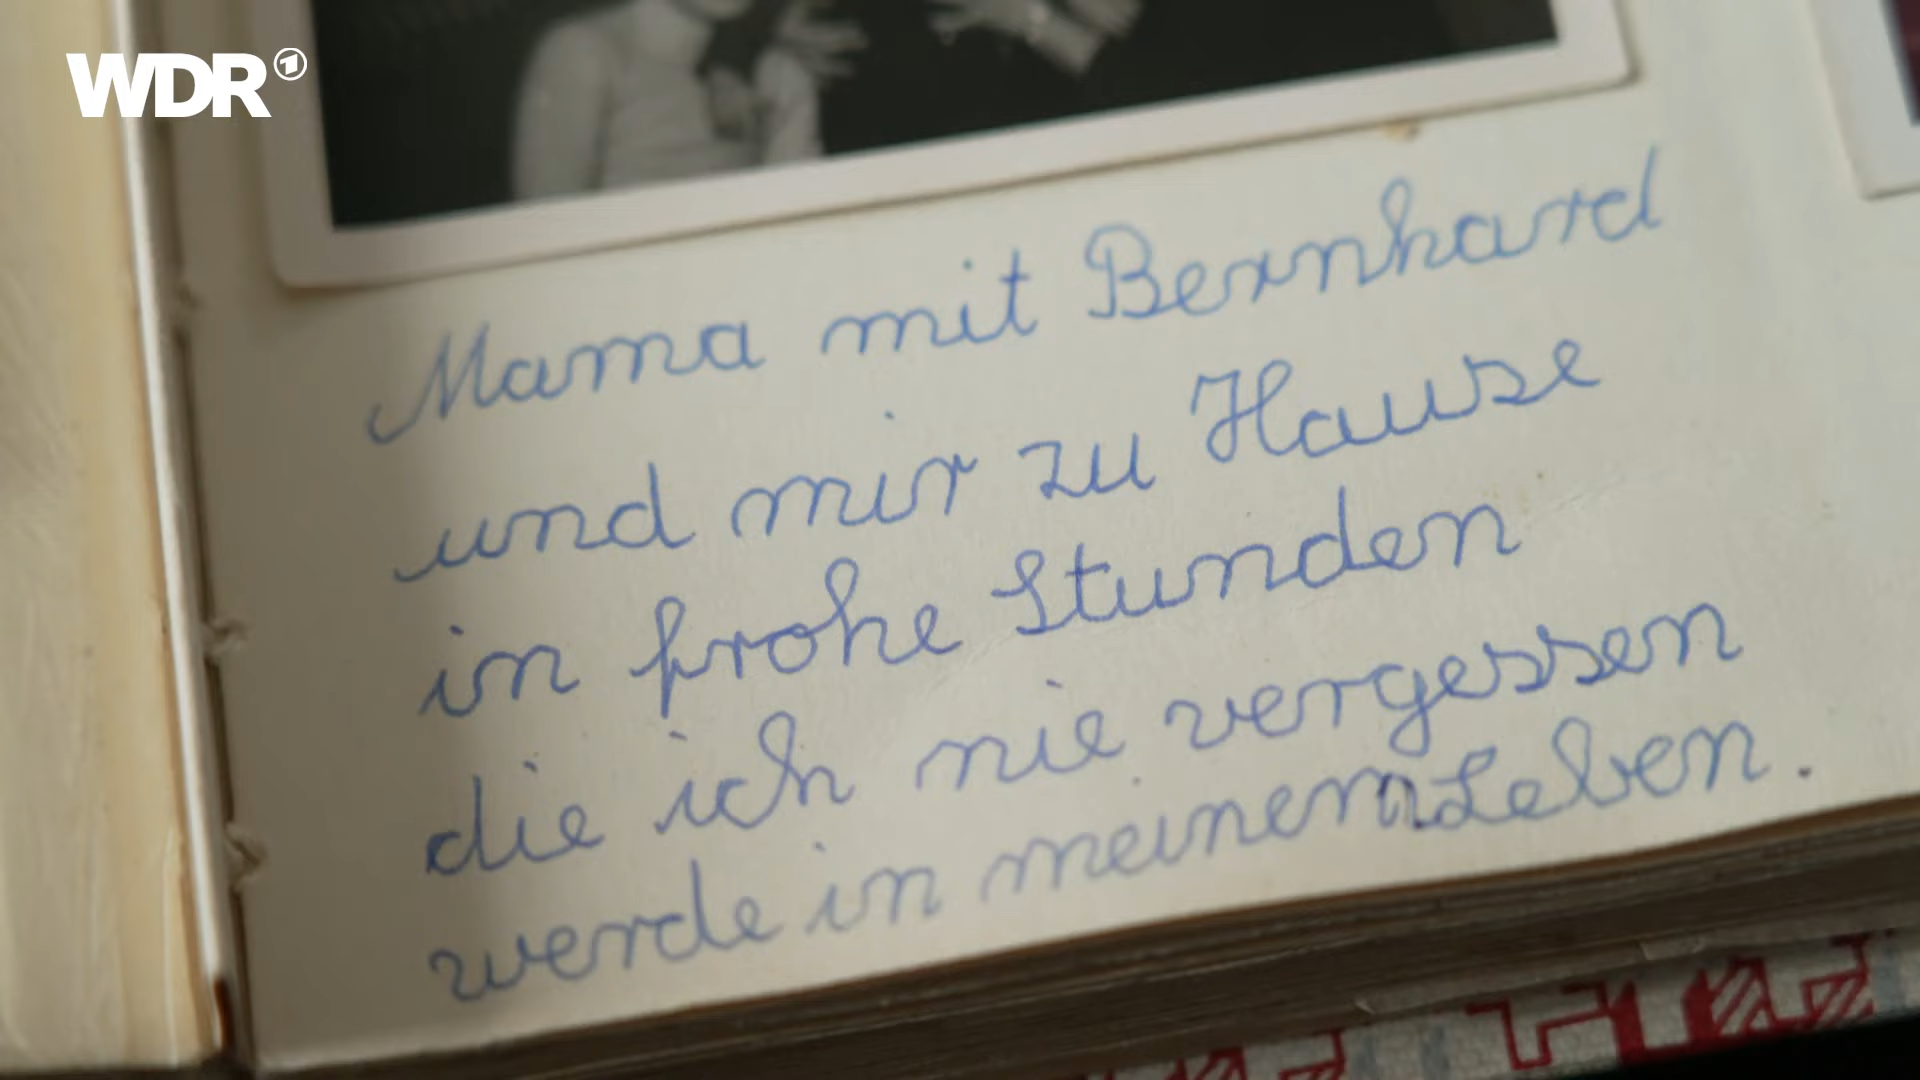 WDR
Mama mit Bernhard
und mir zu Hause
in frohe Stunden
die ich nie vergessen
werde in meinem Leben.